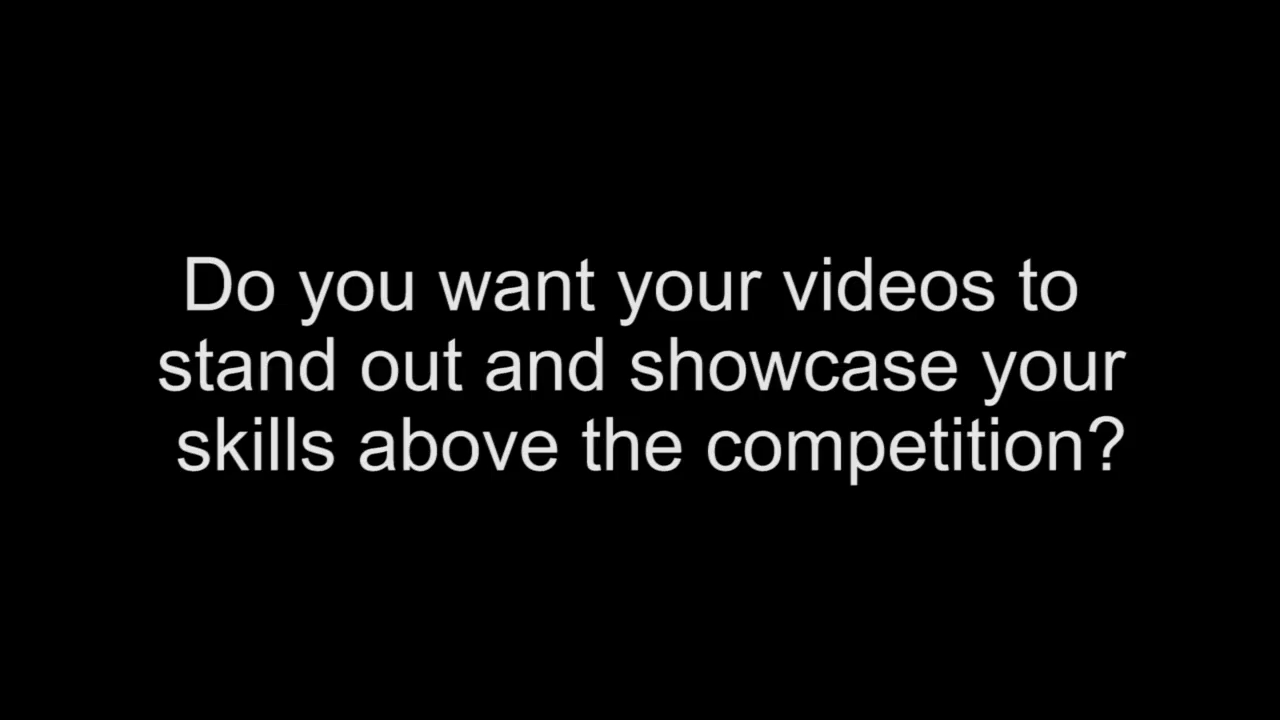 Do you want your videos to
stand out and showcase your
skills above the competition?